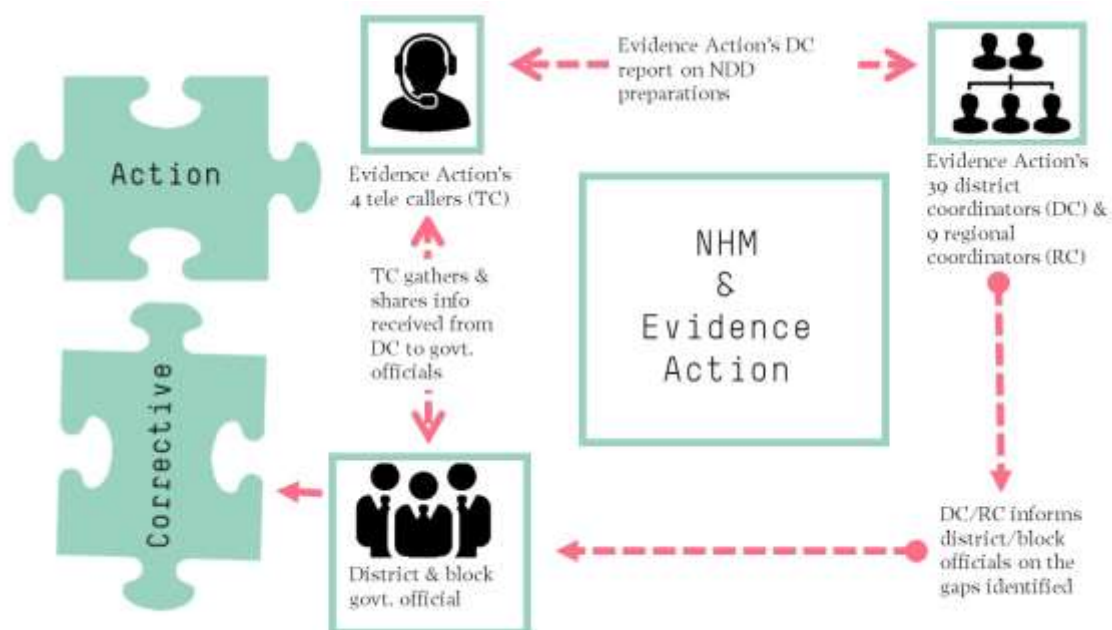 Action
Corrective
Evidence Action's
4 tele callers (TC)
Evidence Action's DC
report on NDD
preparations
Evidence Action's
39 district
coordinators (DC) &
9 regional
coordinators (RC)
TC gathers &
shares info
received from
DC to govt.
officials
NHM
&
Evidence
Action
District & block
govt. official
DC/RC informs
district/block
officials on the
gaps identified